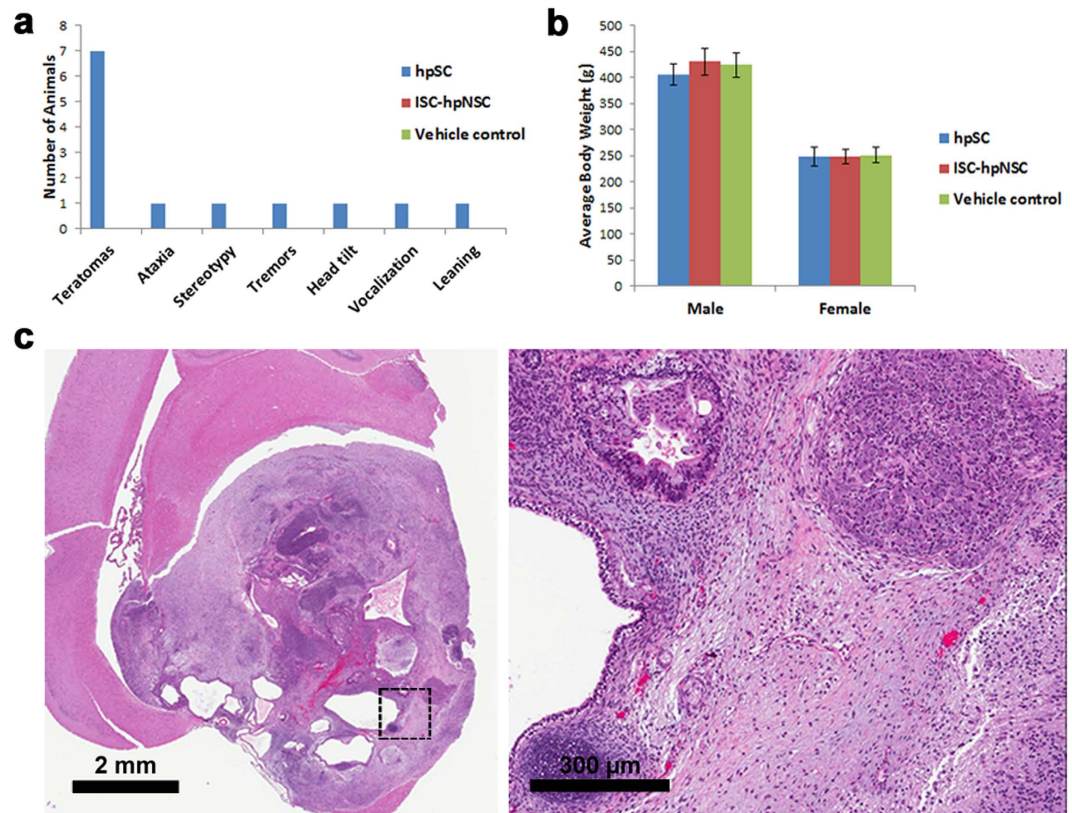 a
Number of Animals
8
7
6
5
4
3
2
1
0
Teratomas
Ataxia
Stereotypy
Tremors
Head tilt
Vocalization
Leaning
hpSC
ISC-hpNSC
Vehicle control
b
Average Body Weight (g)
500
450
400
350
300
250
200
150
100
50
0
Male
Female
hpSC
ISC-hpNSC
Vehicle control
c
2 mm
300 µm